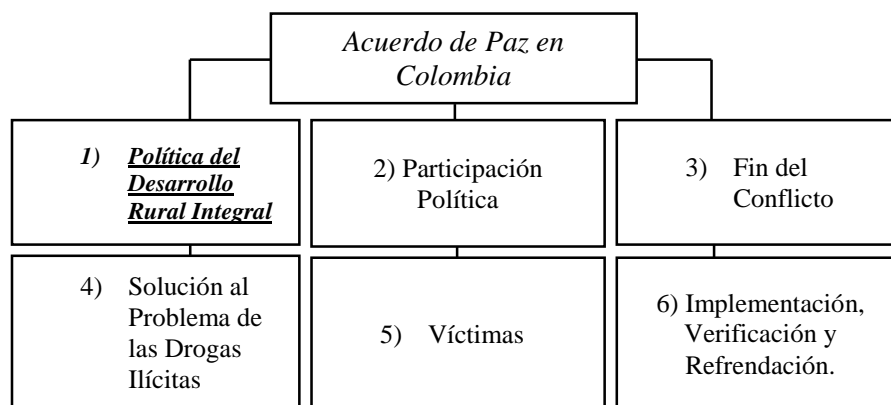 Acuerdo de Paz en
Colombia
1) Política del
Desarrollo
Rural Integral
2) Participación
Política
3) Fin del
Conflicto
4) Solución al
Problema de
las Drogas
Ilícitas
5) Víctimas
6) Implementación,
Verificación y
Refrendación.